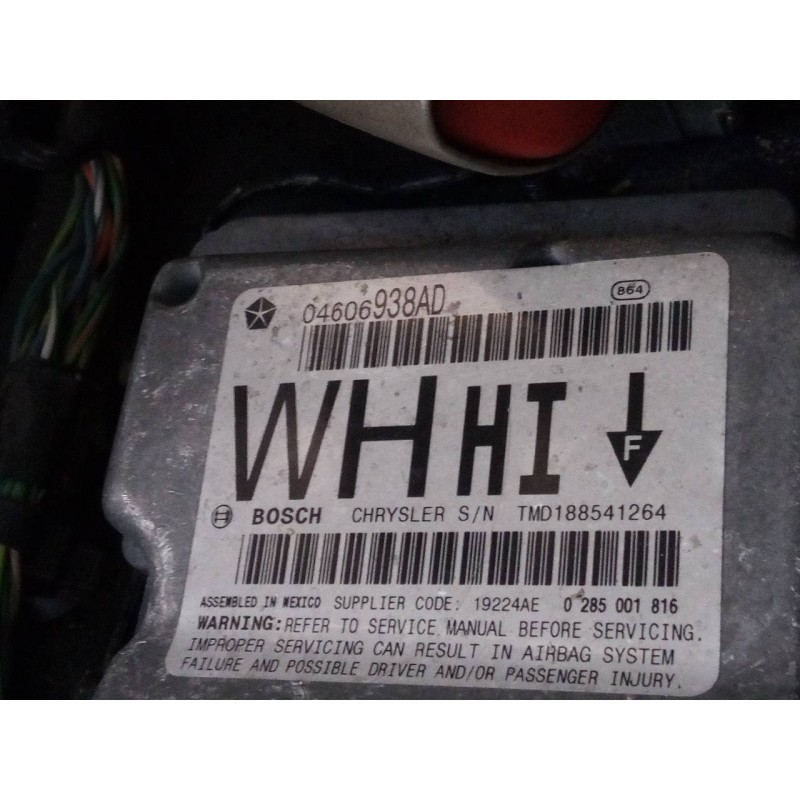 04606938AD 864
WH HI F
BOSCH CHRYSLER S/N TMD188541264
ASSEMBLED IN MEXICO SUPPLIER CODE: 19224AE 0 285 001 816
WARNING: REFER TO SERVICE MANUAL BEFORE SERVICING.
IMPROPER SERVICING CAN RESULT IN AIRBAG SYSTEM
FAILURE AND POSSIBLE DRIVER AND/OR PASSENGER INJURY.